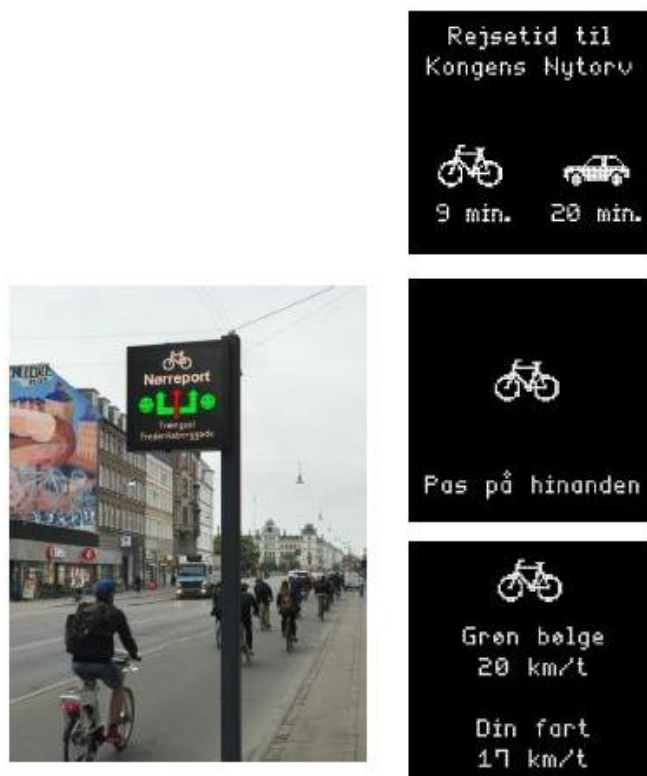 Rejsetid til
Kongens Nytorv
9 min. 20 min.
Nørreport
Trængsel
Frederiksborggade
Pas på hinanden
Grøn bølge
20 km/t
Din fart
17 km/t